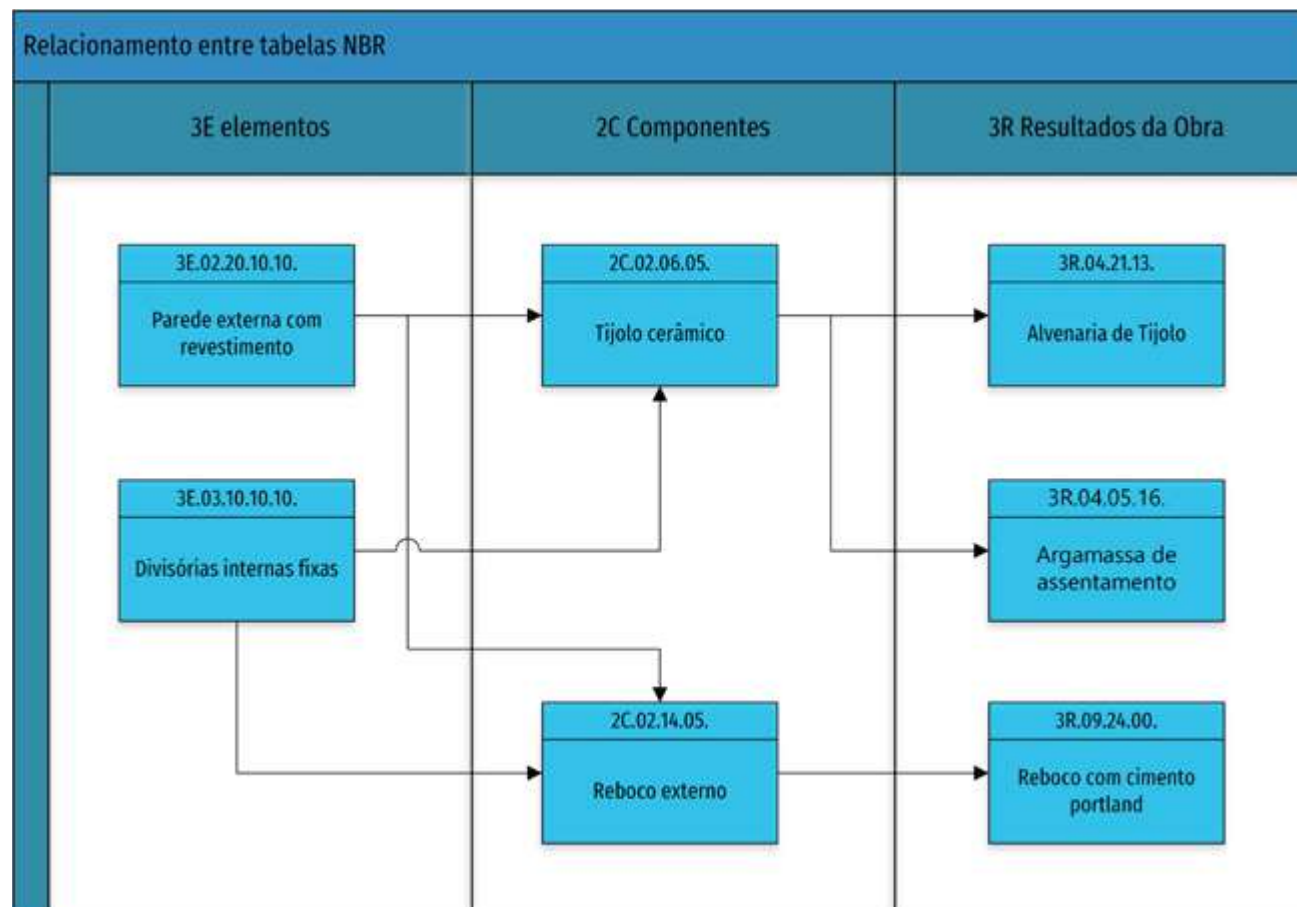 Relacionamento entre tabelas NBR
3E elementos
2C Componentes
3R Resultados da Obra
3E.02.20.10.10.
Parede externa com
revestimento
2C.02.06.05.
Tijolo cerâmico
3R.04.21.13.
Alvenaria de Tijolo
3E.03.10.10.10.
Divisórias internas fixas
3R.04.05.16.
Argamassa de
assentamento
2C.02.14.05.
Reboco externo
3R.09.24.00.
Reboco com cimento
portland